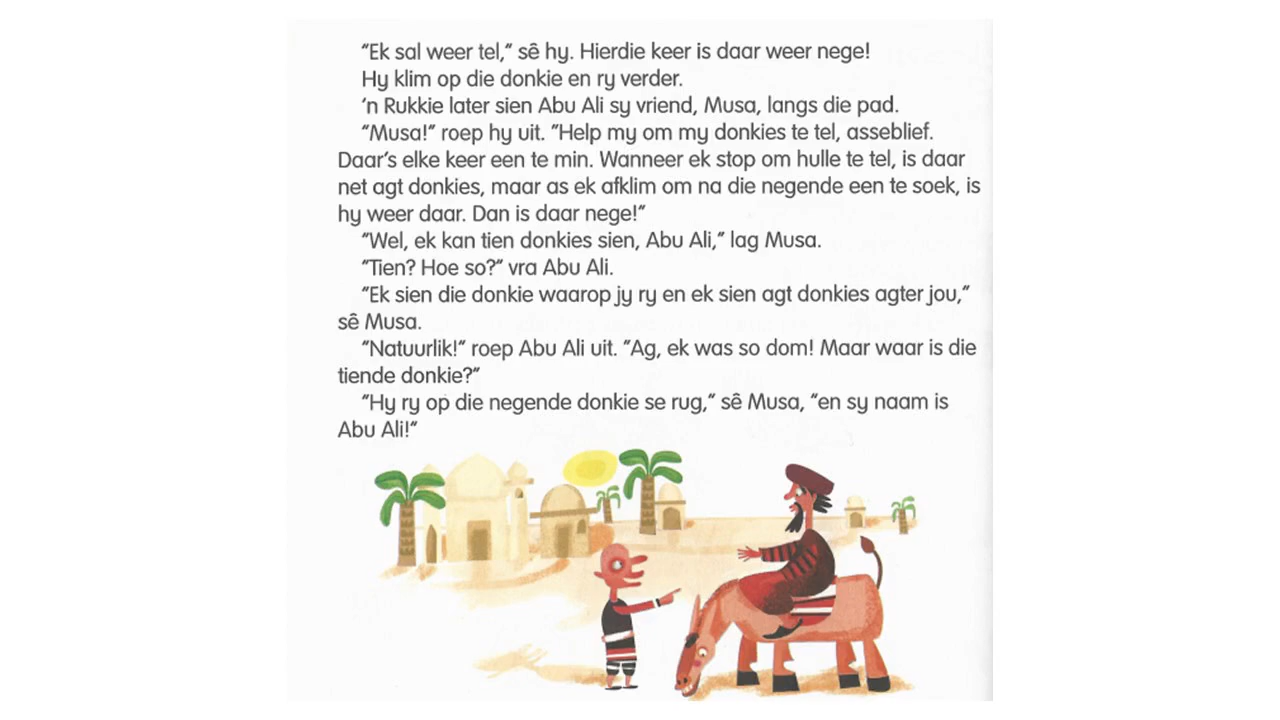 “Ek sal weer tel,” sê hy. Hierdie keer is daar weer nege!
Hy klim op die donkie en ry verder.
’n Rukkie later sien Abu Ali sy vriend, Musa, langs die pad.
“Musa!” roep hy uit. “Help my om my donkies te tel, asseblief.
Daar’s elke keer een te min. Wanneer ek stop om hulle te tel, is daar
net agt donkies, maar as ek afklim om na die negende een te soek, is
hy weer daar. Dan is daar nege!”
“Wel, ek kan tien donkies sien, Abu Ali,” lag Musa.
“Tien? Hoe so?” vra Abu Ali.
“Ek sien die donkie waarop jy ry en ek sien agt donkies agter jou,”
sê Musa.
“Natuurlik!” roep Abu Ali uit. “Ag, ek was so dom! Maar waar is die
tiende donkie?”
“Hy ry op die negende donkie se rug,” sê Musa, “en sy naam is
Abu Ali!”